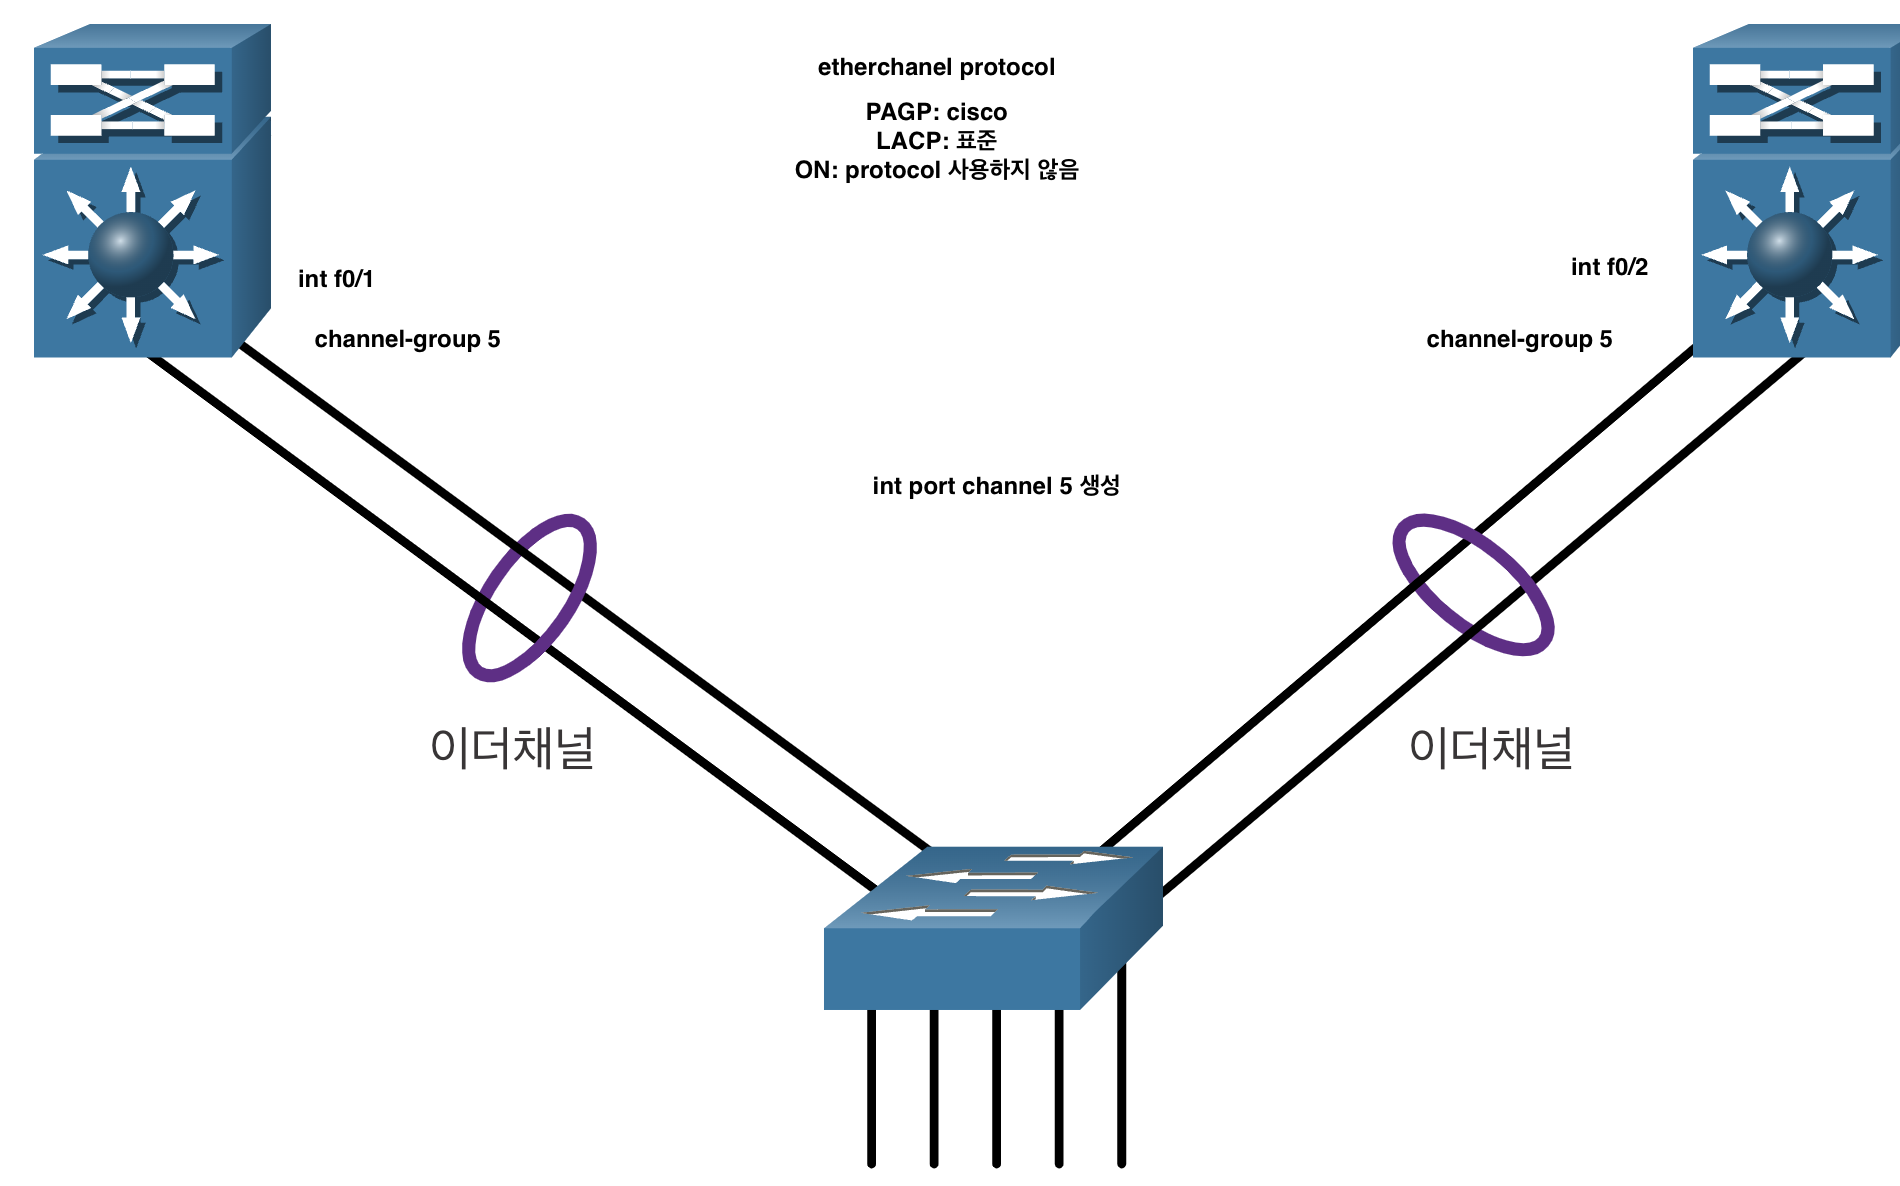 etherchanel protocol
PAGP: cisco
LACP: 표준
ON: protocol 사용하지 않음
int f0/1
int f0/2
channel-group 5
channel-group 5
int port channel 5 생성
이더채널
이더채널